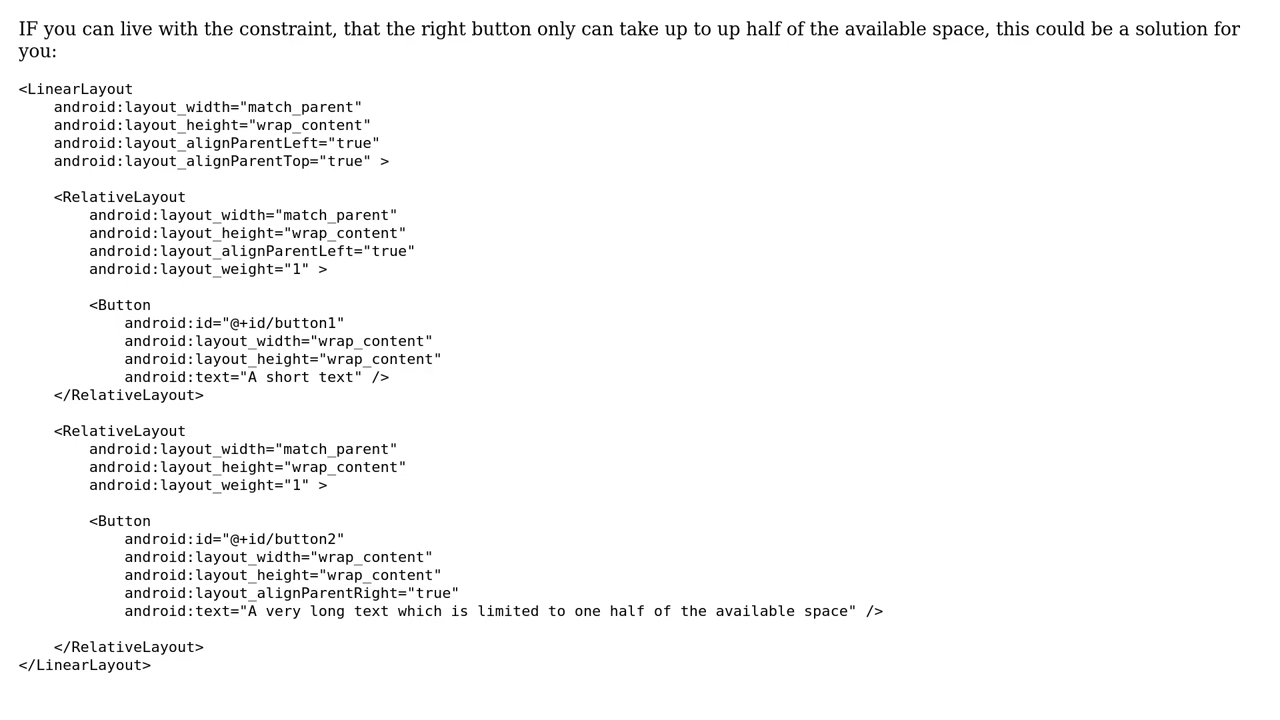 IF you can live with the constraint, that the right button only can take up to up half of the available space, this could be a solution for
you:
<LinearLayout
    android:layout_width="match_parent"
    android:layout_height="wrap_content"
    android:layout_alignParentLeft="true"
    android:layout_alignParentTop="true" >

    <RelativeLayout
        android:layout_width="match_parent"
        android:layout_height="wrap_content"
        android:layout_alignParentLeft="true"
        android:layout_weight="1" >

        <Button
            android:id="@+id/button1"
            android:layout_width="wrap_content"
            android:layout_height="wrap_content"
            android:text="A short text" />
    </RelativeLayout>

    <RelativeLayout
        android:layout_width="match_parent"
        android:layout_height="wrap_content"
        android:layout_weight="1" >

        <Button
            android:id="@+id/button2"
            android:layout_width="wrap_content"
            android:layout_height="wrap_content"
            android:layout_alignParentRight="true"
            android:text="A very long text which is limited to one half of the available space" />

    </RelativeLayout>
</LinearLayout>